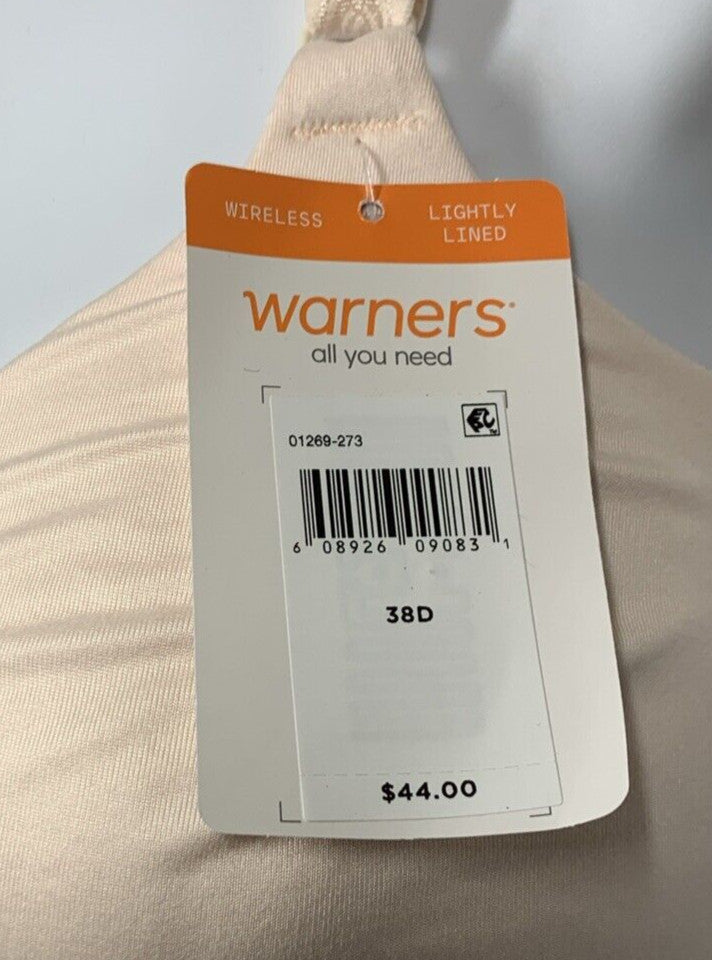 WIRELESS
LIGHTLY
LINED
warners®
all you need
01269-273
6 08926 09083 1
38D
$44.00